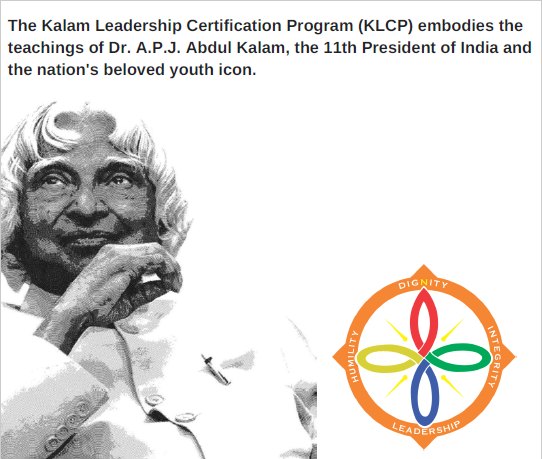 The Kalam Leadership Certification Program (KLCP) embodies the
teachings of Dr. A.P.J. Abdul Kalam, the 11th President of India and
the nation's beloved youth icon.
DIGNITY
HUMILITY
INTEGRITY
LEADERSHIP